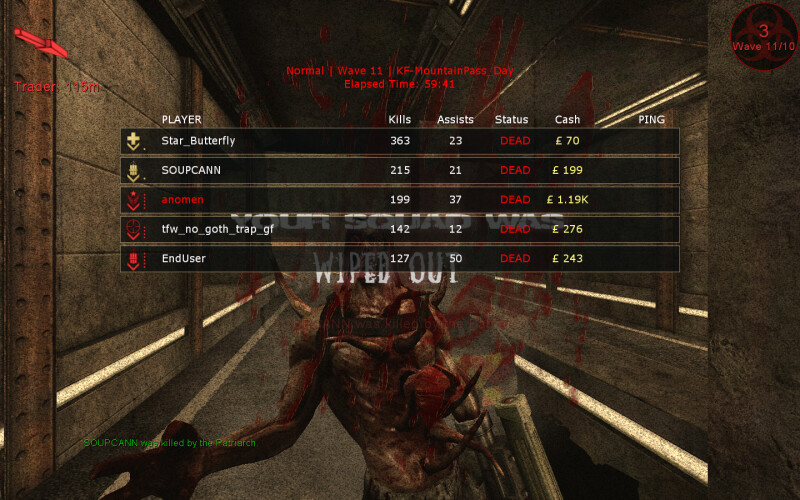 3
Wave 11/10
Trader: 115m
Normal | Wave 11 | KF-MountainPass_Day
Elapsed Time: 59:41
PLAYER Kills Assists Status Cash PING
Star_Butterfly 363 23 DEAD £ 70
SOUPCANN 215 21 DEAD £ 199
anomen 199 37 DEAD £ 1.19K
YOUR SQUAD WAS
tfw_no_goth_trap_gf 142 12 DEAD £ 276
EndUser 127 50 DEAD £ 243
WIPED OUT
SOUPCANN was killed by the Patriarch